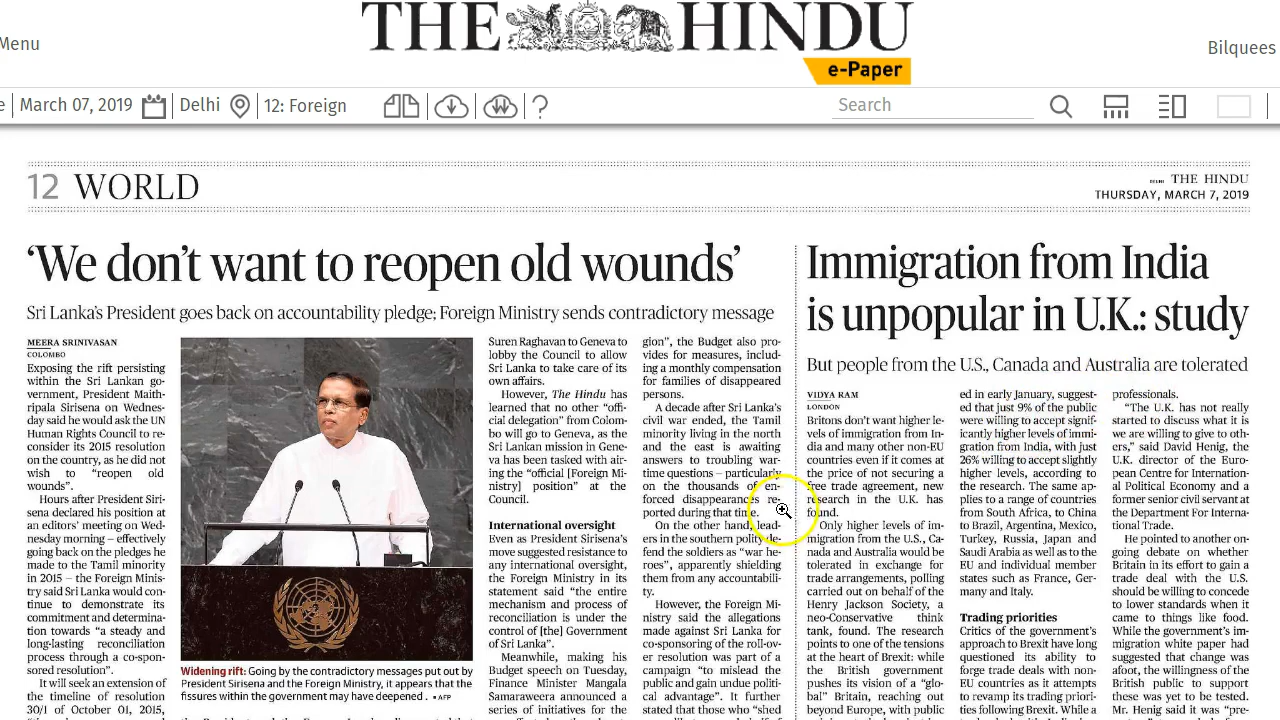 THE HINDU
e-Paper
Menu
Bilquees
e
March 07, 2019
Delhi
12: Foreign
?
Search
12 WORLD
THE HINDU
THURSDAY, MARCH 7, 2019
‘We don’t want to reopen old wounds’
Sri Lanka’s President goes back on accountability pledge; Foreign Ministry sends contradictory message
MEERA SRINIVASAN
COLOMBO
Exposing the rift persisting
within the Sri Lankan go-
vernment, President Maith-
ripala Sirisena on Wednes-
day said he would ask the UN
Human Rights Council to re-
consider its 2015 resolution
on the country, as he did not
wish to “reopen old
wounds”.
Hours after President Siri-
sena declared his position at
an editors’ meeting on Wed-
nesday morning – effectively
going back on the pledges he
made to the Tamil minority
in 2015 – the Foreign Minis-
try said Sri Lanka would con-
tinue to demonstrate its
commitment and determina-
tion towards “a steady and
long-lasting reconciliation
process through a co-spon-
sored resolution”.
It will seek an extension of
the timeline of resolution
30/1 of October 01, 2015,
Widening rift: Going by the contradictory messages put out by
President Sirisena and the Foreign Ministry, it appears that the
fissures within the government may have deepened . • AFP
Suren Raghavan to Geneva to
lobby the Council to allow
Sri Lanka to take care of its
own affairs.
However, The Hindu has
learned that no other “offi-
cial delegation” from Colom-
bo will go to Geneva, as the
Sri Lankan mission in Gene-
va has been tasked with air-
ing the “official [Foreign Mi-
nistry] position” at the
Council.
International oversight
Even as President Sirisena’s
move suggested resistance to
any international oversight,
the Foreign Ministry in its
statement said “the entire
mechanism and process of
reconciliation is under the
control of [the] Government
of Sri Lanka”.
Meanwhile, making his
Budget speech on Tuesday,
Finance Minister Mangala
Samaraweera announced a
series of initiatives for the
gion”, the Budget also pro-
vides for measures, includ-
ing a monthly compensation
for families of disappeared
persons.
A decade after Sri Lanka’s
civil war ended, the Tamil
minority living in the north
and the east is awaiting
answers to troubling war-
time questions – particularly
on the thousands of en-
forced disappearances re-
ported during that time.
On the other hand, lead-
ers in the southern polity de-
fend the soldiers as “war he-
roes”, apparently shielding
them from any accountabili-
ty.
However, the Foreign Mi-
nistry said the allegations
made against Sri Lanka for
co-sponsoring of the roll-ov-
er resolution was part of a
campaign “to mislead the
public and gain undue politi-
cal advantage”. It further
stated that those who “shed
Immigration from India
is unpopular in U.K.: study
But people from the U.S., Canada and Australia are tolerated
VIDYA RAM
LONDON
Britons don’t want higher le-
vels of immigration from In-
dia and many other non-EU
countries even if it comes at
the price of not securing a
free trade agreement, new
research in the U.K. has
found.
Only higher levels of im-
migration from the U.S., Ca-
nada and Australia would be
tolerated in exchange for
trade arrangements, polling
carried out on behalf of the
Henry Jackson Society, a
neo-Conservative think
tank, found. The research
points to one of the tensions
at the heart of Brexit: while
the British government
pushes its vision of a “glo-
bal” Britain, reaching out
beyond Europe, with public
ed in early January, suggest-
ed that just 9% of the public
were willing to accept signif-
icantly higher levels of immi-
gration from India, with just
26% willing to accept slightly
higher levels, according to
the research. The same ap-
plies to a range of countries
from South Africa, to China
to Brazil, Argentina, Mexico,
Turkey, Russia, Japan and
Saudi Arabia as well as to the
EU and individual member
states such as France, Ger-
many and Italy.
Trading priorities
Critics of the government’s
approach to Brexit have long
questioned its ability to
forge trade deals with non-
EU countries as it attempts
to revamp its trading priori-
ties following Brexit. While a
professionals.
“The U.K. has not really
started to discuss what it is
we are willing to give to oth-
ers,” said David Henig, the
U.K. director of the Euro-
pean Centre for Internation-
al Political Economy and a
former senior civil servant at
the Department For Interna-
tional Trade.
He pointed to another on-
going debate on whether
Britain in its effort to gain a
trade deal with the U.S.
should be willing to concede
to lower standards when it
came to things like food.
While the government’s im-
migration white paper had
suggested that change was
afoot, the willingness of the
British public to support
these was yet to be tested.
Mr. Henig said it was “pre-